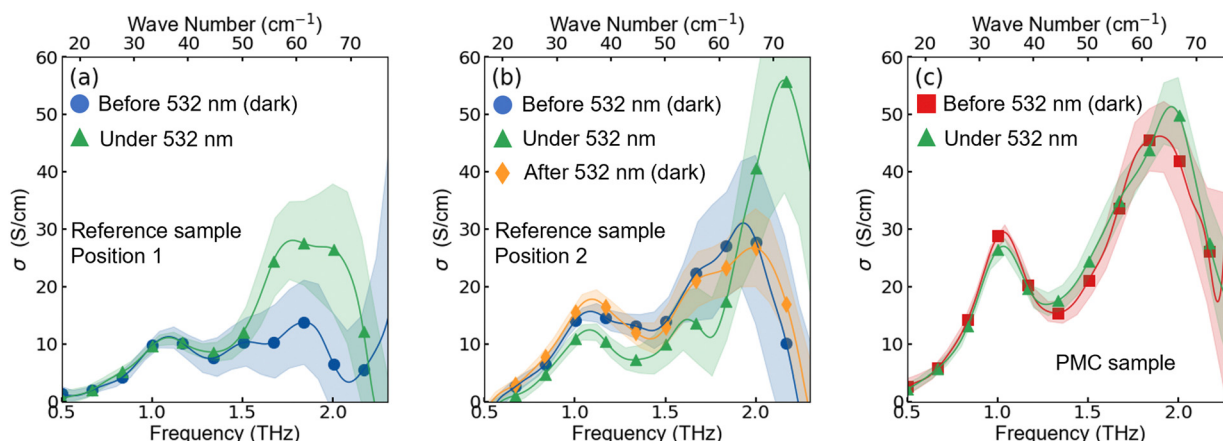 Wave Number (cm⁻¹)
20 30 40 50 60 70
(a)
Before 532 nm (dark)
Under 532 nm
Reference sample
Position 1
σ (S/cm)
60
50
40
30
20
10
0
0.5 1.0 1.5 2.0
Frequency (THz)
Wave Number (cm⁻¹)
20 30 40 50 60 70
(b)
Before 532 nm (dark)
Under 532 nm
After 532 nm (dark)
Reference sample
Position 2
σ (S/cm)
60
50
40
30
20
10
0
0.5 1.0 1.5 2.0
Frequency (THz)
Wave Number (cm⁻¹)
20 30 40 50 60 70
(c)
Before 532 nm (dark)
Under 532 nm
PMC sample
σ (S/cm)
60
50
40
30
20
10
0
0.5 1.0 1.5 2.0
Frequency (THz)